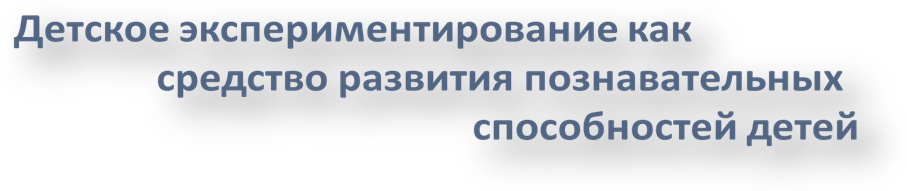 Детское экспериментирование как
средство развития познавательных
способностей детей